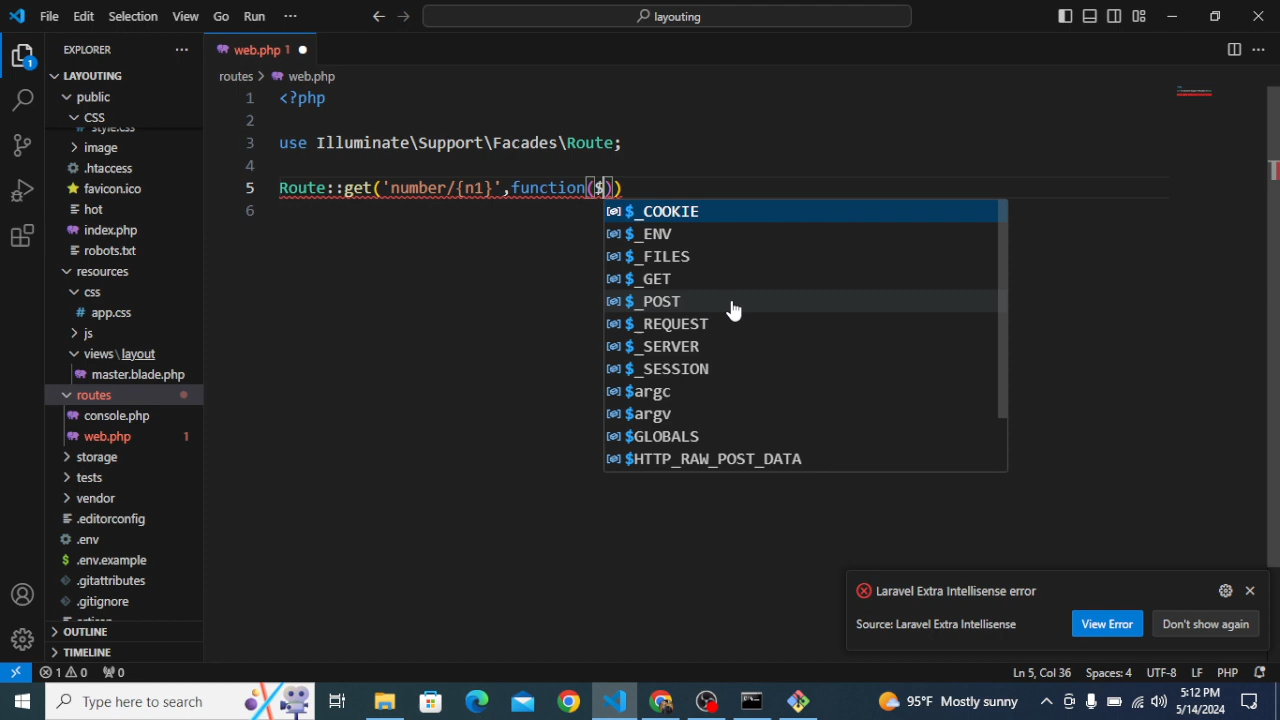 File Edit Selection View Go Run ··· layouting
EXPLORER ···
web.php 1
LAYOUTING
routes > web.php
public
CSS
style.css
image
.htaccess
favicon.ico
hot
index.php
robots.txt
resources
css
app.css
js
views\layout
master.blade.php
routes
console.php
web.php 1
storage
tests
vendor
.editorconfig
.env
.env.example
.gitattributes
.gitignore
OUTLINE
TIMELINE
1 <?php
2
3 use Illuminate\Support\Facades\Route;
4
5 Route::get('number/{n1}',function($))
6
$_COOKIE
$_ENV
$_FILES
$_GET
$_POST
$_REQUEST
$_SERVER
$_SESSION
$argc
$argv
$GLOBALS
$HTTP_RAW_POST_DATA
Laravel Extra Intellisense error
Source: Laravel Extra Intellisense View Error Don't show again
1 0 0 Ln 5, Col 36 Spaces: 4 UTF-8 LF PHP
Type here to search 95°F Mostly sunny 5:12 PM
5/14/2024